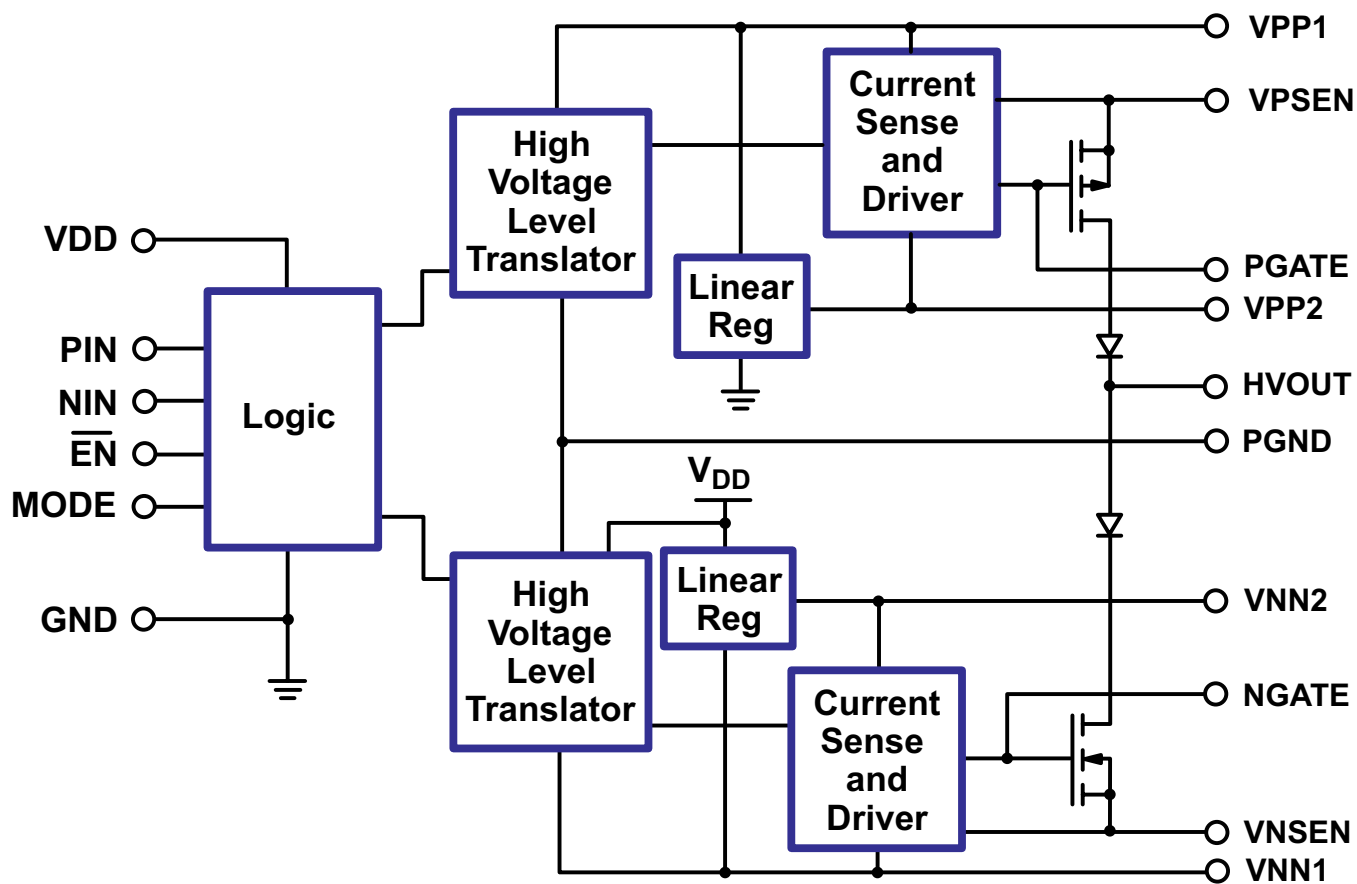 VPP1
Current
Sense
and
Driver
VPSEN
High
Voltage
Level
Translator
VDD
Linear
Reg
PGATE
VPP2
PIN
NIN
EN
MODE
Logic
HVOUT
PGND
VDD
High
Voltage
Level
Translator
Linear
Reg
VNN2
GND
Current
Sense
and
Driver
NGATE
VNSEN
VNN1